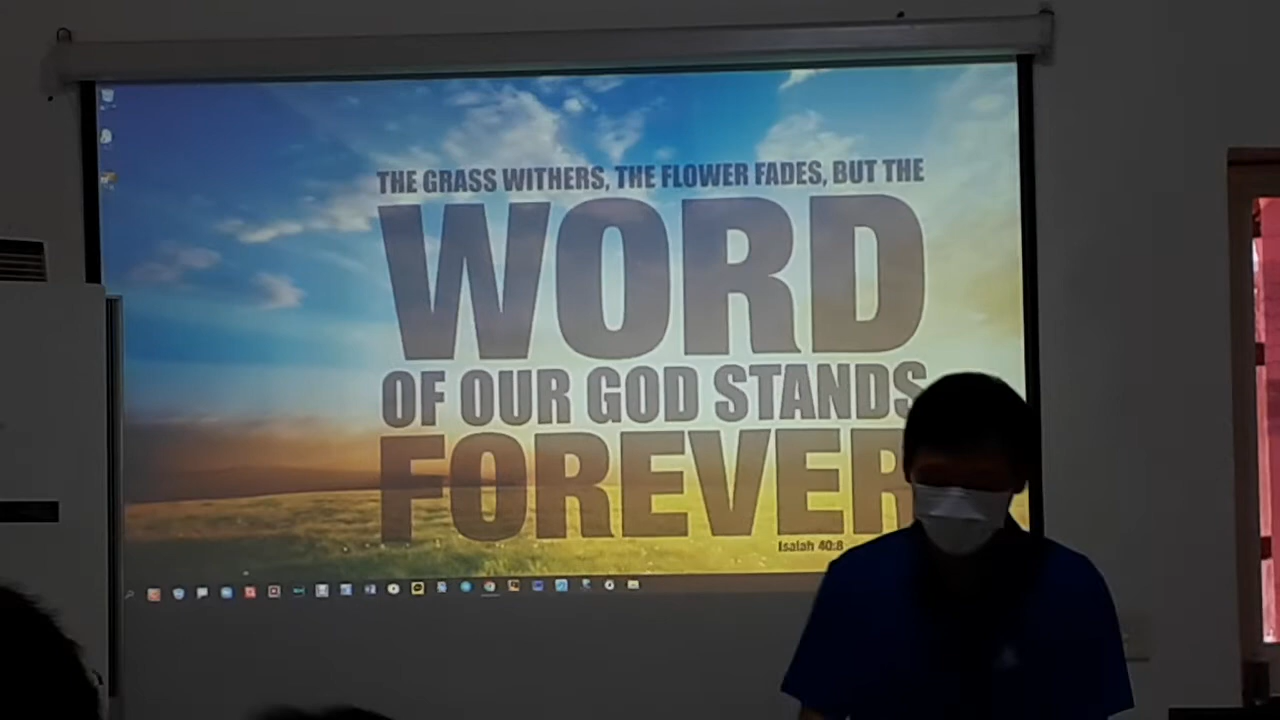 THE GRASS WITHERS, THE FLOWER FADES, BUT THE
WORD
OF OUR GOD STANDS
FOREVER
Isaiah 40:8